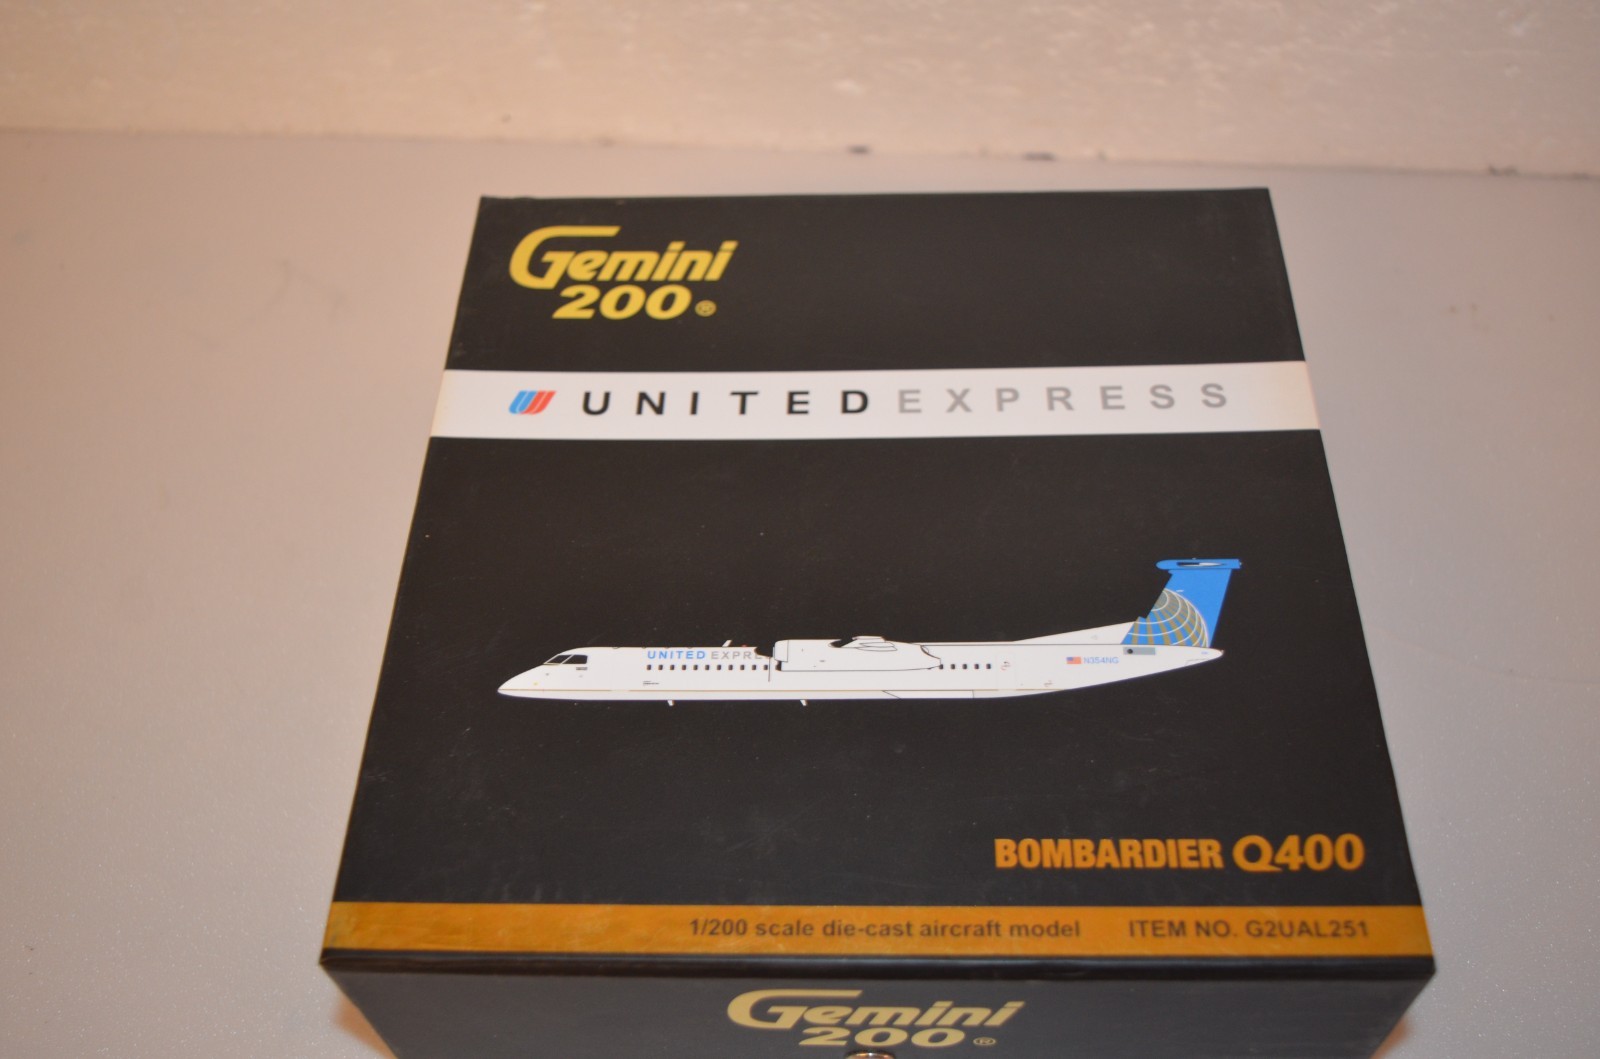 Gemini
200®
UNITEDEXPRESS
UNITED EXPRE
N354NG
BOMBARDIER Q400
1/200 scale die-cast aircraft model ITEM NO. G2UAL251
Gemini
200®